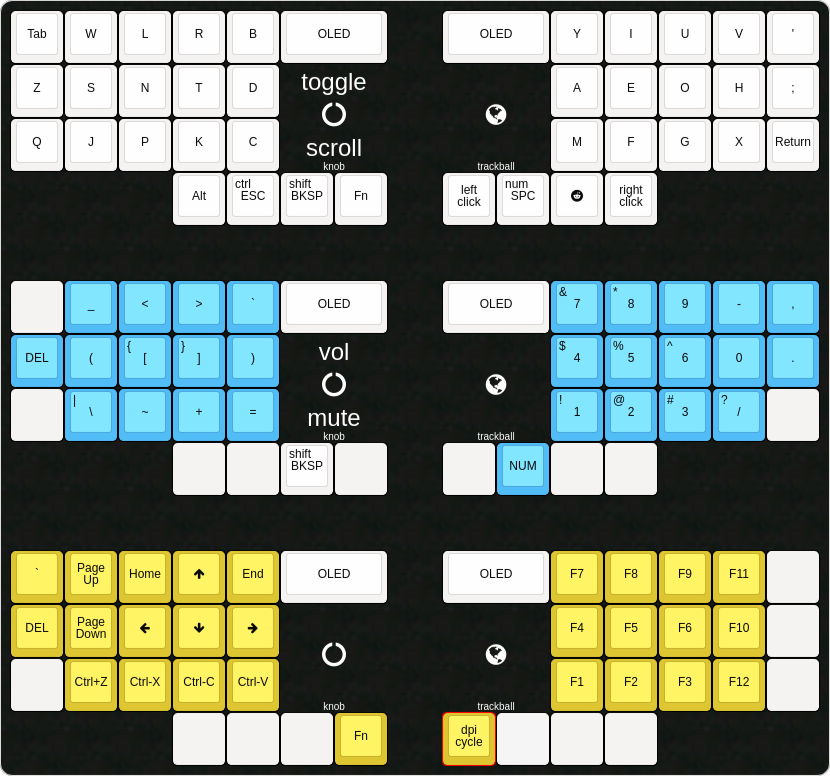 Tab W L R B OLED OLED Y I U V '
Z S N T D toggle A E O H ;
Q J P K C scroll M F G X Return
knob trackball
Alt ctrl ESC shift BKSP Fn left click num SPC right click
_ < > ` OLED OLED & 7 * 8 9 - ,
DEL ( { [ } ] ) vol $ 4 % 5 ^ 6 0 .
| \ ~ + = mute ! 1 @ 2 # 3 ? /
knob trackball
shift BKSP NUM
` Page Up Home ↑ End OLED OLED F7 F8 F9 F11
DEL Page Down ← ↓ → F4 F5 F6 F10
Ctrl+Z Ctrl-X Ctrl-C Ctrl-V F1 F2 F3 F12
knob trackball
Fn dpi cycle